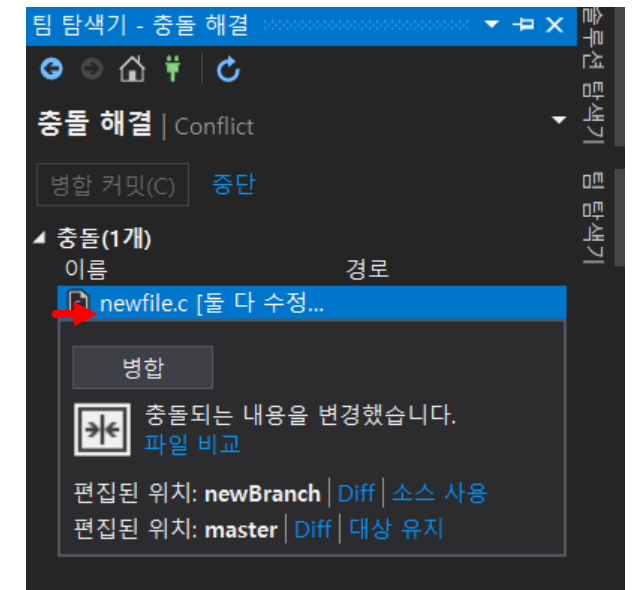 팀 탐색기 - 충돌 해결
충돌 해결 | Conflict
병합 커밋(C) 중단
충돌(1개)
이름 경로
newfile.c [둘 다 수정...
병합
충돌되는 내용을 변경했습니다.
파일 비교
편집된 위치: newBranch | Diff | 소스 사용
편집된 위치: master | Diff | 대상 유지
솔루션 탐색기
팀 탐색기